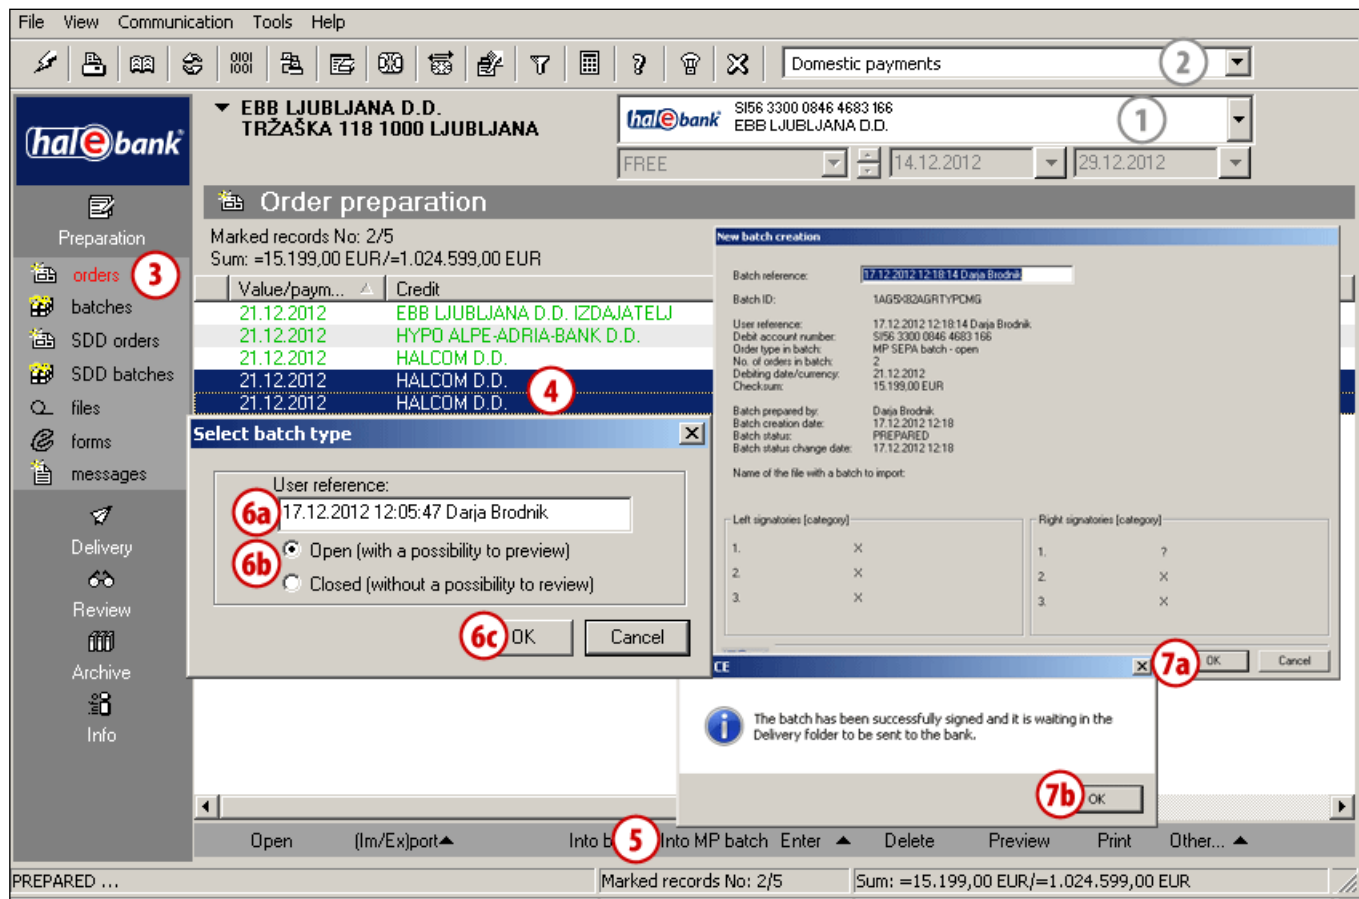 File View Communication Tools Help
Domestic payments
2
hal e bank
EBB LJUBLJANA D.D.
TRŽAŠKA 118 1000 LJUBLJANA
hal e bank
SI56 3300 0846 4683 166
EBB LJUBLJANA D.D.
1
FREE 14.12.2012 29.12.2012
Order preparation
Preparation
orders
3
batches
SDD orders
SDD batches
files
forms
messages
Delivery
Review
Archive
Info
Marked records No: 2/5
Sum: =15.199,00 EUR/=1.024.599,00 EUR
Value/paym... Credit
21.12.2012 EBB LJUBLJANA D.D. IZDAJATELJ
21.12.2012 HYPO ALPE-ADRIA-BANK D.D.
21.12.2012 HALCOM D.D.
21.12.2012 HALCOM D.D.
21.12.2012 HALCOM D.D.
4
Select batch type
User reference:
6a
17.12.2012 12:05:47 Darja Brodnik
6b
Open (with a possibility to preview)
Closed (without a possibility to review)
6c
OK Cancel
New batch creation
Batch reference: 17.12.2012 12:18:14 Darja Brodnik
Batch ID: 1AG5X82AGRTYPCMG
User reference: 17.12.2012 12:18:14 Darja Brodnik
Debit account number: SI56 3300 0846 4683 166
Order type in batch: MP SEPA batch - open
No. of orders in batch: 2
Debiting date/currency: 21.12.2012
Checksum: 15.199,00 EUR
Batch prepared by: Darja Brodnik
Batch creation date: 17.12.2012 12:18
Batch status: PREPARED
Batch status change date: 17.12.2012 12:18
Name of the file with a batch to import:
Left signatories [category]
1. X
2. X
3. X
Right signatories [category]
1. ?
2. X
3. X
7a
OK Cancel
CE
The batch has been successfully signed and it is waiting in the
Delivery folder to be sent to the bank.
7b
OK
Open (Im/Ex)port Into b 5 Into MP batch Enter Delete Preview Print Other...
PREPARED ... Marked records No: 2/5 Sum: =15.199,00 EUR/=1.024.599,00 EUR